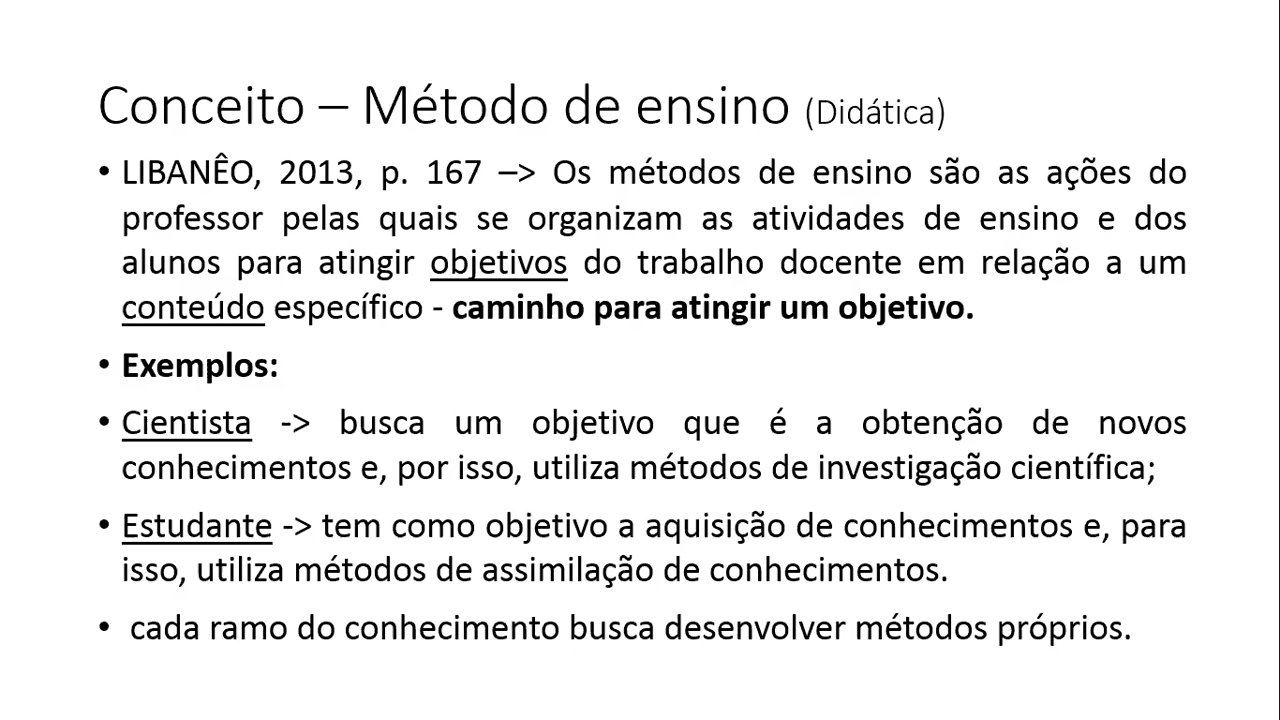 Conceito – Método de ensino (Didática)
• LIBANÊO, 2013, p. 167 –> Os métodos de ensino são as ações do
professor pelas quais se organizam as atividades de ensino e dos
alunos para atingir objetivos do trabalho docente em relação a um
conteúdo específico - caminho para atingir um objetivo.
• Exemplos:
• Cientista -> busca um objetivo que é a obtenção de novos
conhecimentos e, por isso, utiliza métodos de investigação científica;
• Estudante -> tem como objetivo a aquisição de conhecimentos e, para
isso, utiliza métodos de assimilação de conhecimentos.
• cada ramo do conhecimento busca desenvolver métodos próprios.